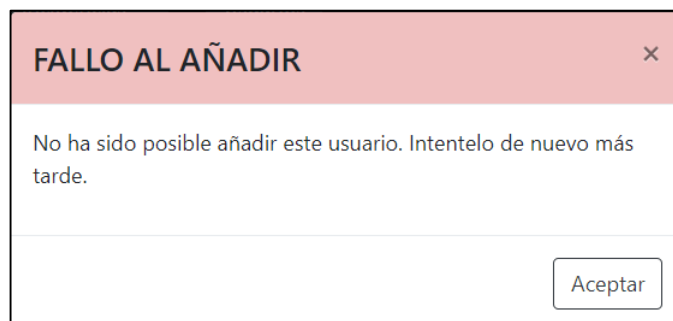 FALLO AL AÑADIR
×
No ha sido posible añadir este usuario. Intentelo de nuevo más
tarde.
Aceptar